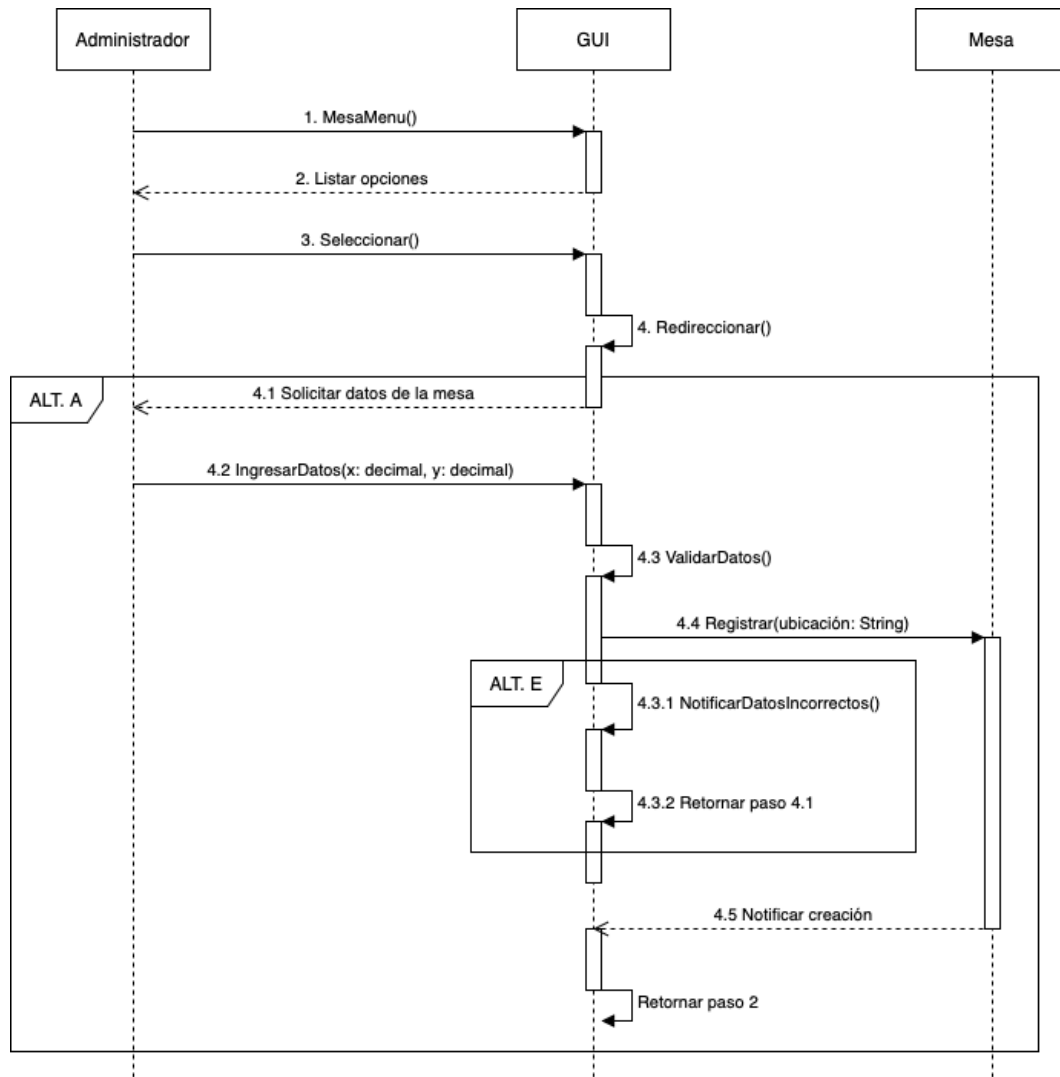 Administrador
GUI
Mesa
1. MesaMenu()
2. Listar opciones
3. Seleccionar()
4. Redireccionar()
ALT. A
4.1 Solicitar datos de la mesa
4.2 IngresarDatos(x: decimal, y: decimal)
4.3 ValidarDatos()
4.4 Registrar(ubicación: String)
ALT. E
4.3.1 NotificarDatosIncorrectos()
4.3.2 Retornar paso 4.1
4.5 Notificar creación
Retornar paso 2